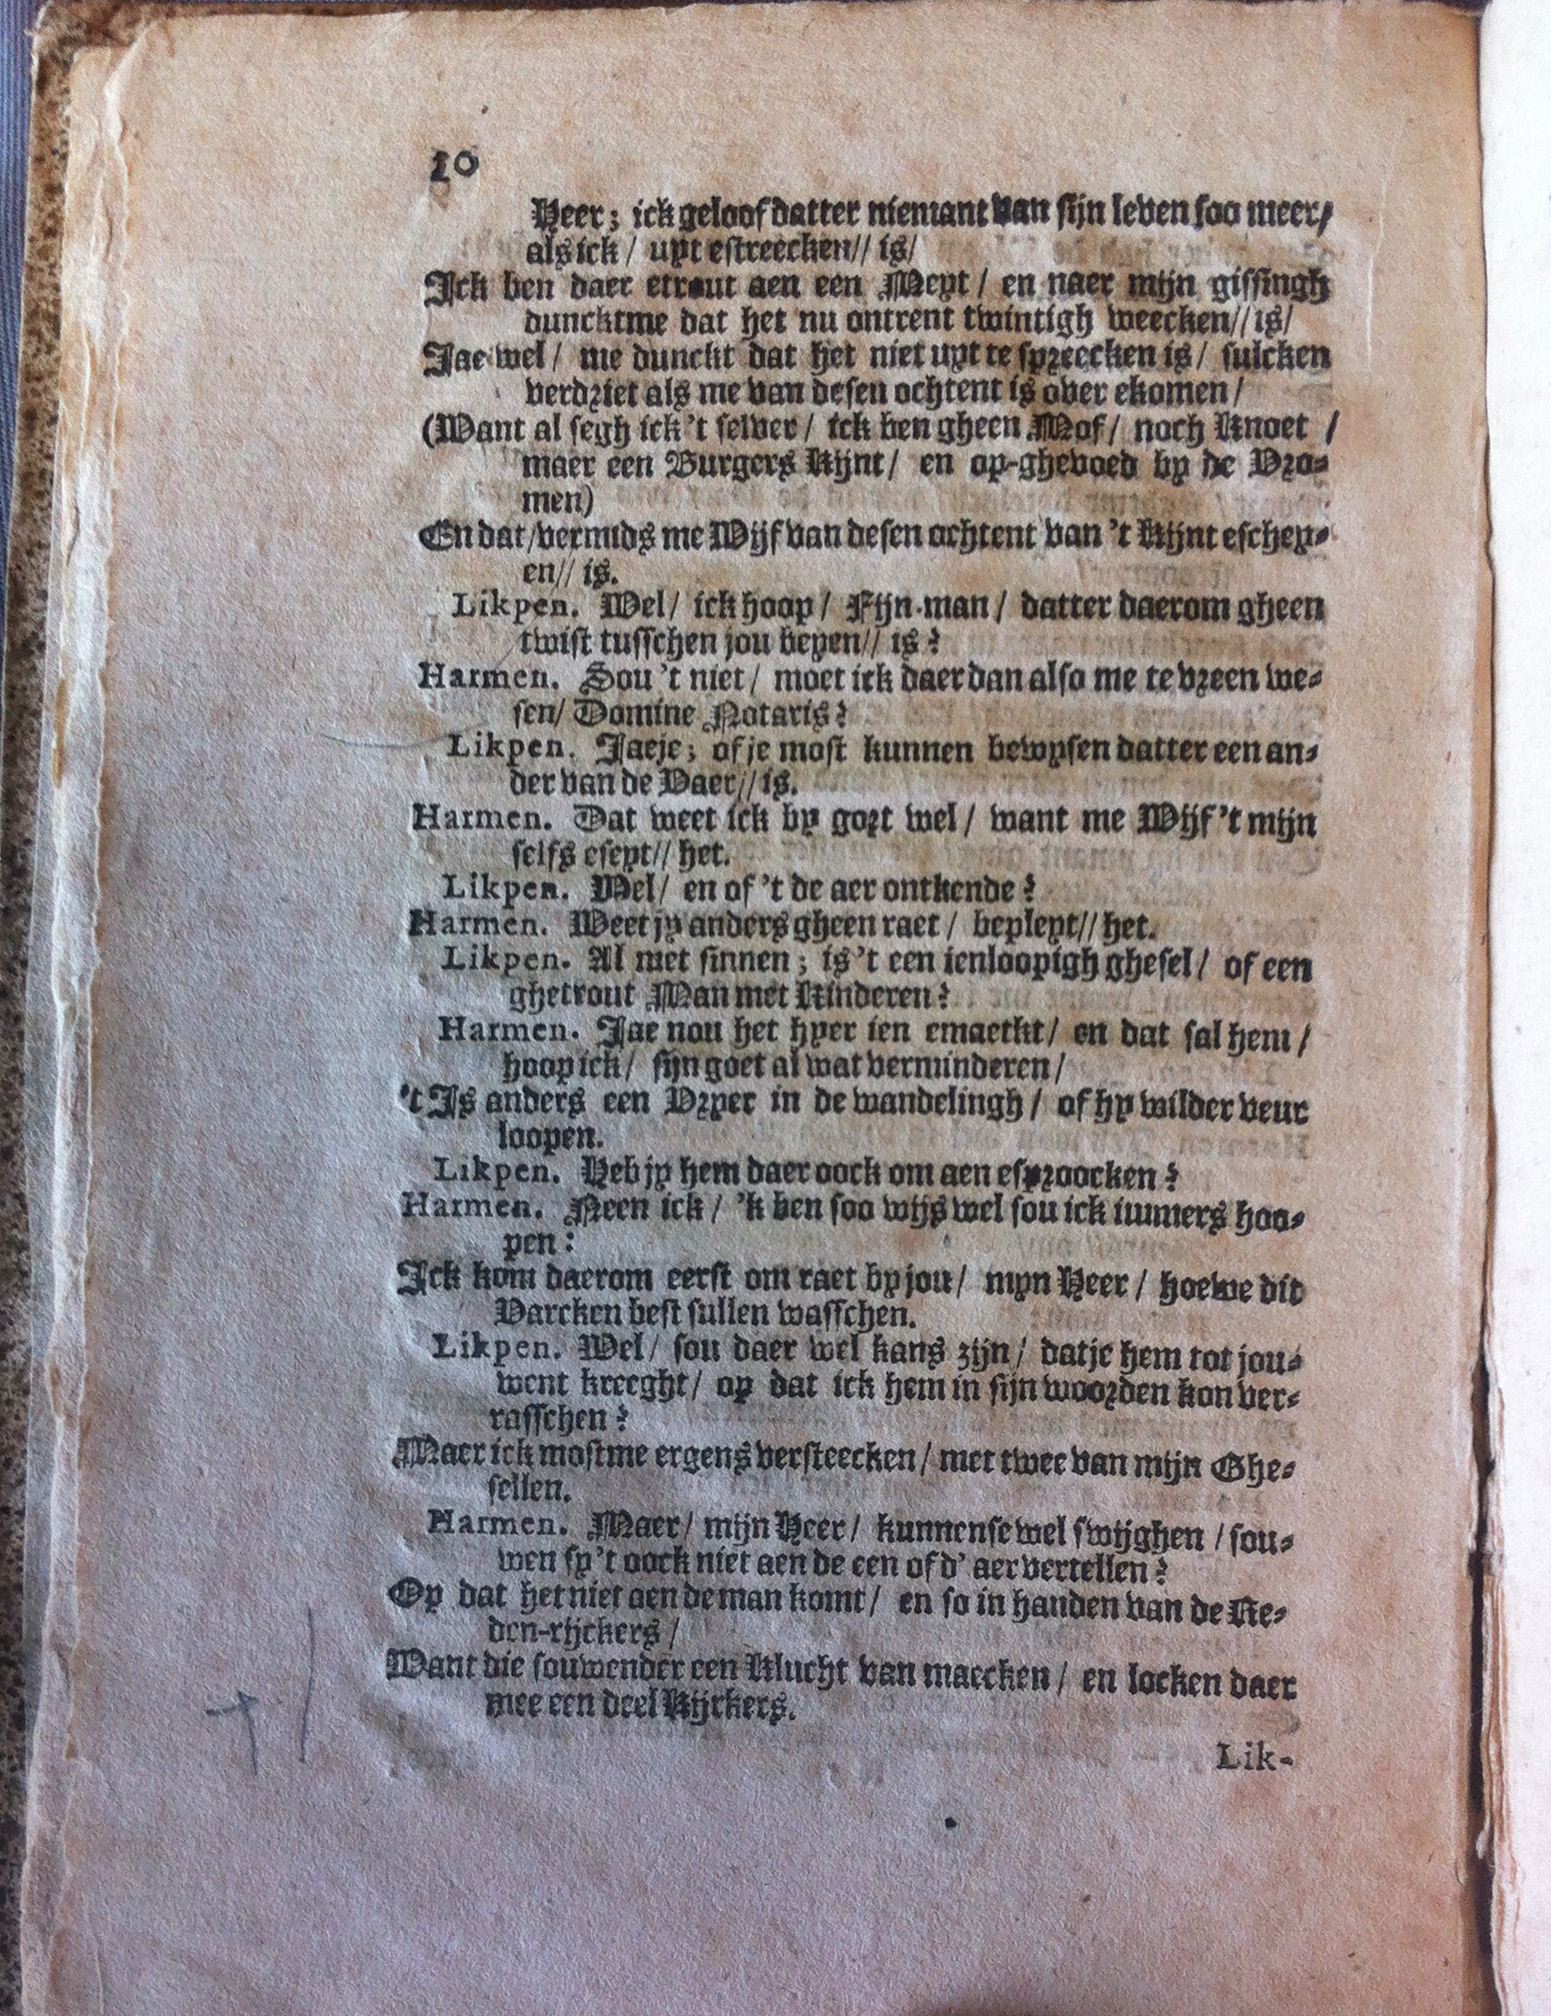 10
Heer; ick geloof datter niemant van sijn leven soo meer/
als ick / uyt estreecken// is/
Ick ben daer etrout aen een Meyt / en naer mijn gissingh
duncktme dat het nu ontrent twintigh weecken// is/
Jae wel / me dunckt dat het niet uyt te spreecken is / sulcken
verdriet als me van desen ochtent is over ekomen /
(Want al segh ick 't selver / ick ben gheen Mof / noch Knoet /
maer een Burgers Kijnt / en op-ghevoed by de Vro-
men)
En dat /vermids me Wijf van desen ochtent van 't Kijnt eschey-
en// is.
Likpen. Wel / ick hoop / Fijn-man / datter daerom gheen
twist tusschen jou beyen// is?
Harmen. Sou 't niet / moet ick daer dan also me te vreen we-
sen/ Domine Notaris?
Likpen. Jaeje; of je most kunnen bewysen datter een an-
der van de Vaer// is.
Harmen. Dat weet ick by gort wel / want me Wijf 't mijn
selfs eseyt// het.
Likpen. Wel / en of 't de aer ontkende?
Harmen. Weet jy anders gheen raet / bepleyt// het.
Likpen. Al met sinnen; is 't een ienloopigh ghesel / of een
ghetrout Man met Kinderen?
Harmen. Jae nou het hyer ien emaeckt / en dat sal hem /
hoop ick / sijn goet al wat verminderen /
't Is anders een Vryer in de wandelingh / of hy wilder veur
loopen.
Likpen. Heb jy hem daer oock om aen esproocken?
Harmen. Neen ick / 'k ben soo wijs wel sou ick immers hoo-
pen:
Ick kom daerom eerst om raet by jou / myn Heer / hoewe dit
Varcken best sullen wasschen.
Likpen. Wel / sou daer wel kans zijn / datje hem tot jou-
went kreeght / op dat ick hem in sijn woorden kon ver-
rasschen?
Maer ick mostme ergens versteecken / met twee van mijn Ghe-
sellen.
Harmen. Maer / mijn Heer / kunnense wel swijghen / sou-
wen sy 't oock niet aen de een of d' aer vertellen?
Op dat het niet aen de man komt / en so in handen van de Re-
den-rijckers /
Want die souwender een Klucht van maecken / en locken daer
mee een deel Kijckers.
Lik-